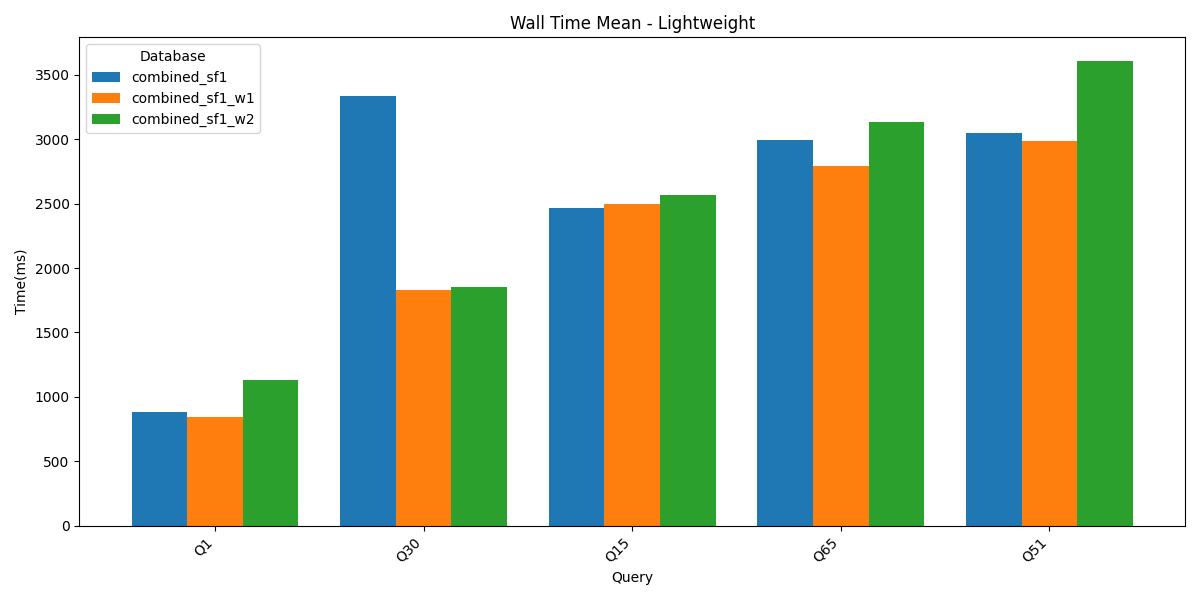 Wall Time Mean - Lightweight
Database
combined_sf1
combined_sf1_w1
combined_sf1_w2
Time(ms)
3500
3000
2500
2000
1500
1000
500
0
Q1
Q30
Q15
Q65
Q51
Query